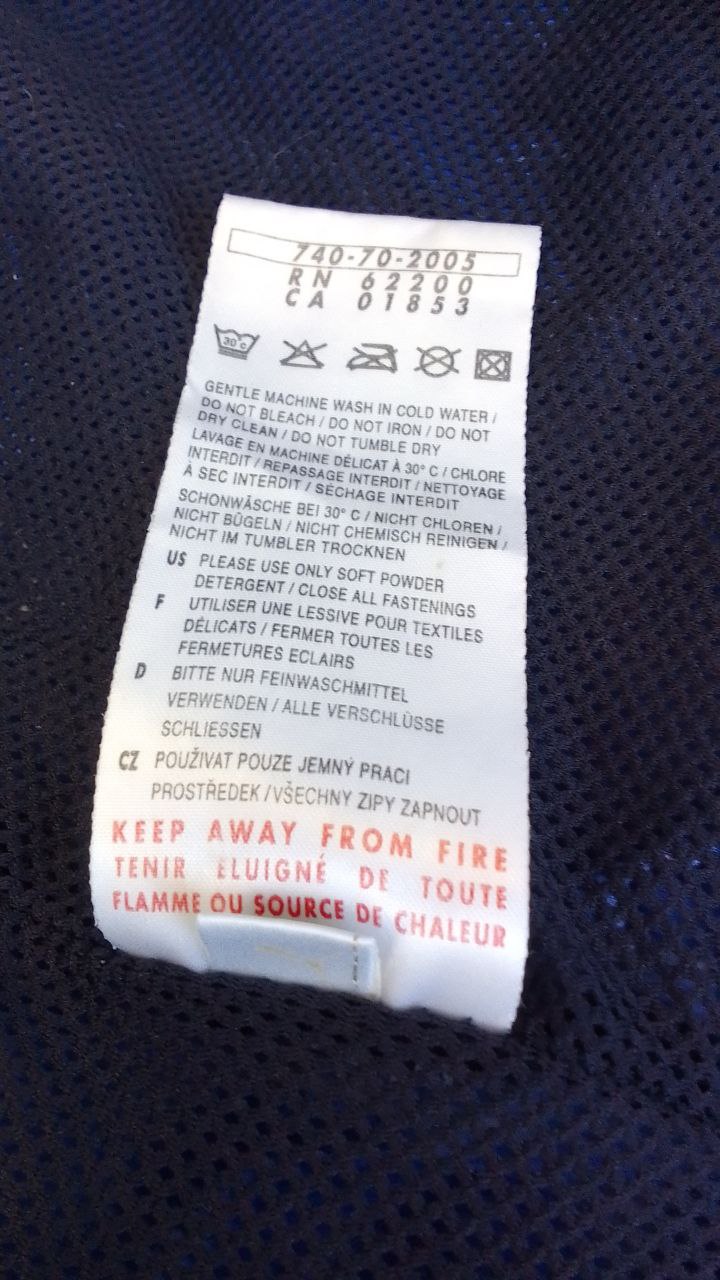 740-70-2005
RN 62200
CA 01853
30°C
GENTLE MACHINE WASH IN COLD WATER /
DO NOT BLEACH / DO NOT IRON / DO NOT
DRY CLEAN / DO NOT TUMBLE DRY
LAVAGE EN MACHINE DÉLICAT À 30° C / CHLORE
INTERDIT / REPASSAGE INTERDIT / NETTOYAGE
À SEC INTERDIT / SÈCHAGE INTERDIT
SCHONWÄSCHE BEI 30° C / NICHT CHLOREN /
NICHT BÜGELN / NICHT CHEMISCH REINIGEN /
NICHT IM TUMBLER TROCKNEN
US PLEASE USE ONLY SOFT POWDER
DETERGENT / CLOSE ALL FASTENINGS
F UTILISER UNE LESSIVE POUR TEXTILES
DÉLICATS / FERMER TOUTES LES
FERMETURES ECLAIRS
D BITTE NUR FEINWASCHMITTEL
VERWENDEN / ALLE VERSCHLÜSSE
SCHLIESSEN
CZ POUŽIVAT POUZE JEMNÝ PRACI
PROSTŘEDEK / VŠECHNY ZIPY ZAPNOUT
KEEP AWAY FROM FIRE
TENIR ELUIGNÉ DE TOUTE
FLAMME OU SOURCE DE CHALEUR